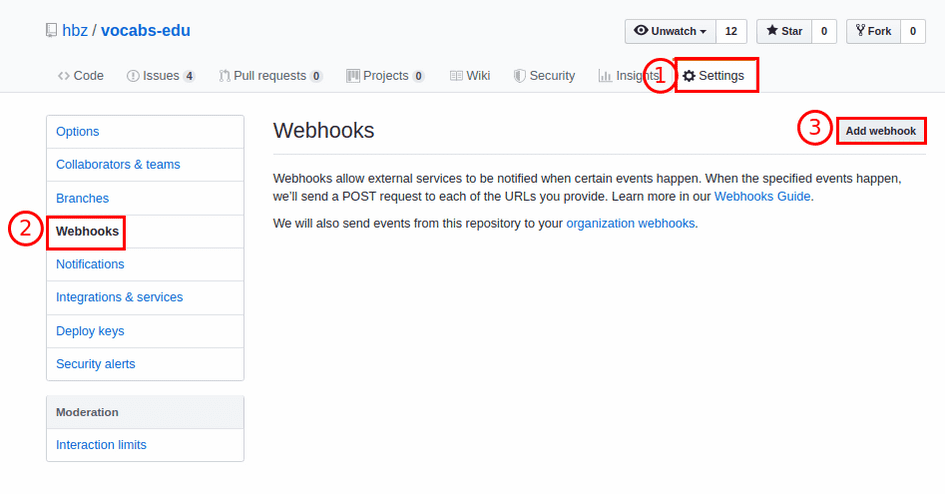 hbz / vocabs-edu
Unwatch 12 Star 0 Fork 0
Code Issues 4 Pull requests 0 Projects 0 Wiki Security Insights 1 Settings
Options
Collaborators & teams
Branches
2 Webhooks
Notifications
Integrations & services
Deploy keys
Security alerts
Moderation
Interaction limits
Webhooks
3 Add webhook
Webhooks allow external services to be notified when certain events happen. When the specified events happen,
we'll send a POST request to each of the URLs you provide. Learn more in our Webhooks Guide.
We will also send events from this repository to your organization webhooks.